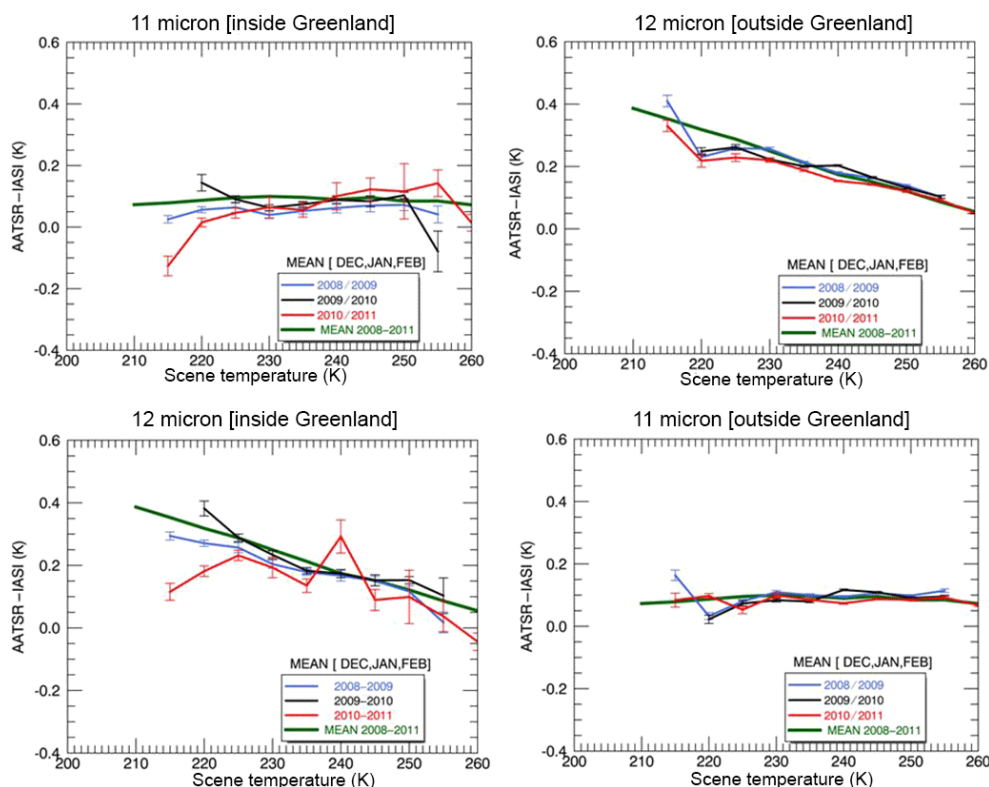 11 micron [inside Greenland]
0.6
0.4
0.2
0.0
0.2
-0.4
AATSR−IASI (K)
MEAN [ DEC,JAN,FEB]
2008/2009
2009/2010
2010/2011
MEAN 2008−2011
200 210 220 230 240 250 260
Scene temperature (K)
12 micron [outside Greenland]
0.6
0.4
0.2
0.0
0.2
-0.4
AATSR−IASI (K)
MEAN [ DEC,JAN,FEB]
2008/2009
2009/2010
2010/2011
MEAN 2008−2011
200 210 220 230 240 250 260
Scene temperature (K)
12 micron [inside Greenland]
0.6
0.4
0.2
0.0
0.2
-0.4
AATSR−IASI (K)
MEAN [ DEC,JAN,FEB]
2008−2009
2009−2010
2010−2011
MEAN 2008−2011
200 210 220 230 240 250 260
Scene temperature (K)
11 micron [outside Greenland]
0.6
0.4
0.2
0.0
0.2
-0.4
AATSR−IASI (K)
MEAN [ DEC,JAN,FEB]
2008/2009
2009/2010
2010/2011
MEAN 2008−2011
200 210 220 230 240 250 260
Scene temperature (K)